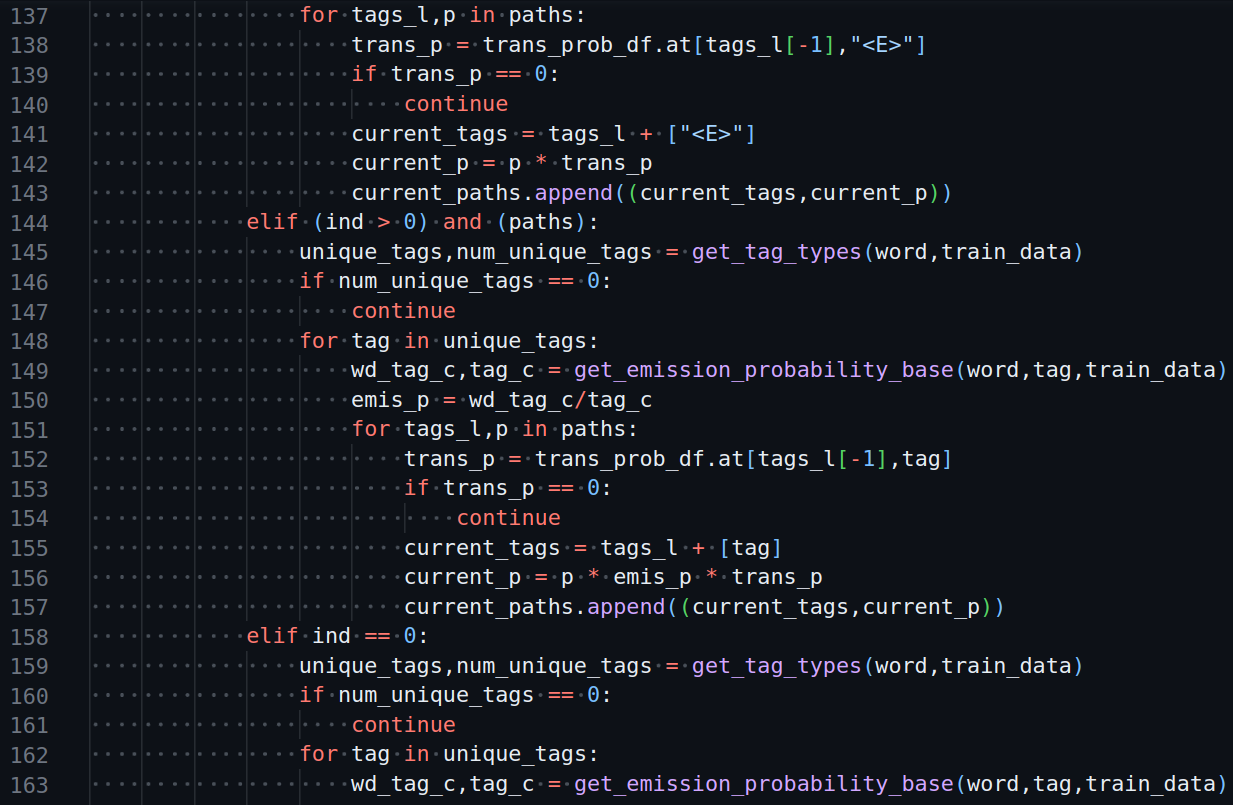 137 for tags_l,p in paths:
138 trans_p = trans_prob_df.at[tags_l[-1],"<E>"]
139 if trans_p == 0:
140 continue
141 current_tags = tags_l + ["<E>"]
142 current_p = p * trans_p
143 current_paths.append((current_tags,current_p))
144 elif (ind > 0) and (paths):
145 unique_tags,num_unique_tags = get_tag_types(word,train_data)
146 if num_unique_tags == 0:
147 continue
148 for tag in unique_tags:
149 wd_tag_c,tag_c = get_emission_probability_base(word,tag,train_data)
150 emis_p = wd_tag_c/tag_c
151 for tags_l,p in paths:
152 trans_p = trans_prob_df.at[tags_l[-1],tag]
153 if trans_p == 0:
154 continue
155 current_tags = tags_l + [tag]
156 current_p = p * emis_p * trans_p
157 current_paths.append((current_tags,current_p))
158 elif ind == 0:
159 unique_tags,num_unique_tags = get_tag_types(word,train_data)
160 if num_unique_tags == 0:
161 continue
162 for tag in unique_tags:
163 wd_tag_c,tag_c = get_emission_probability_base(word,tag,train_data)